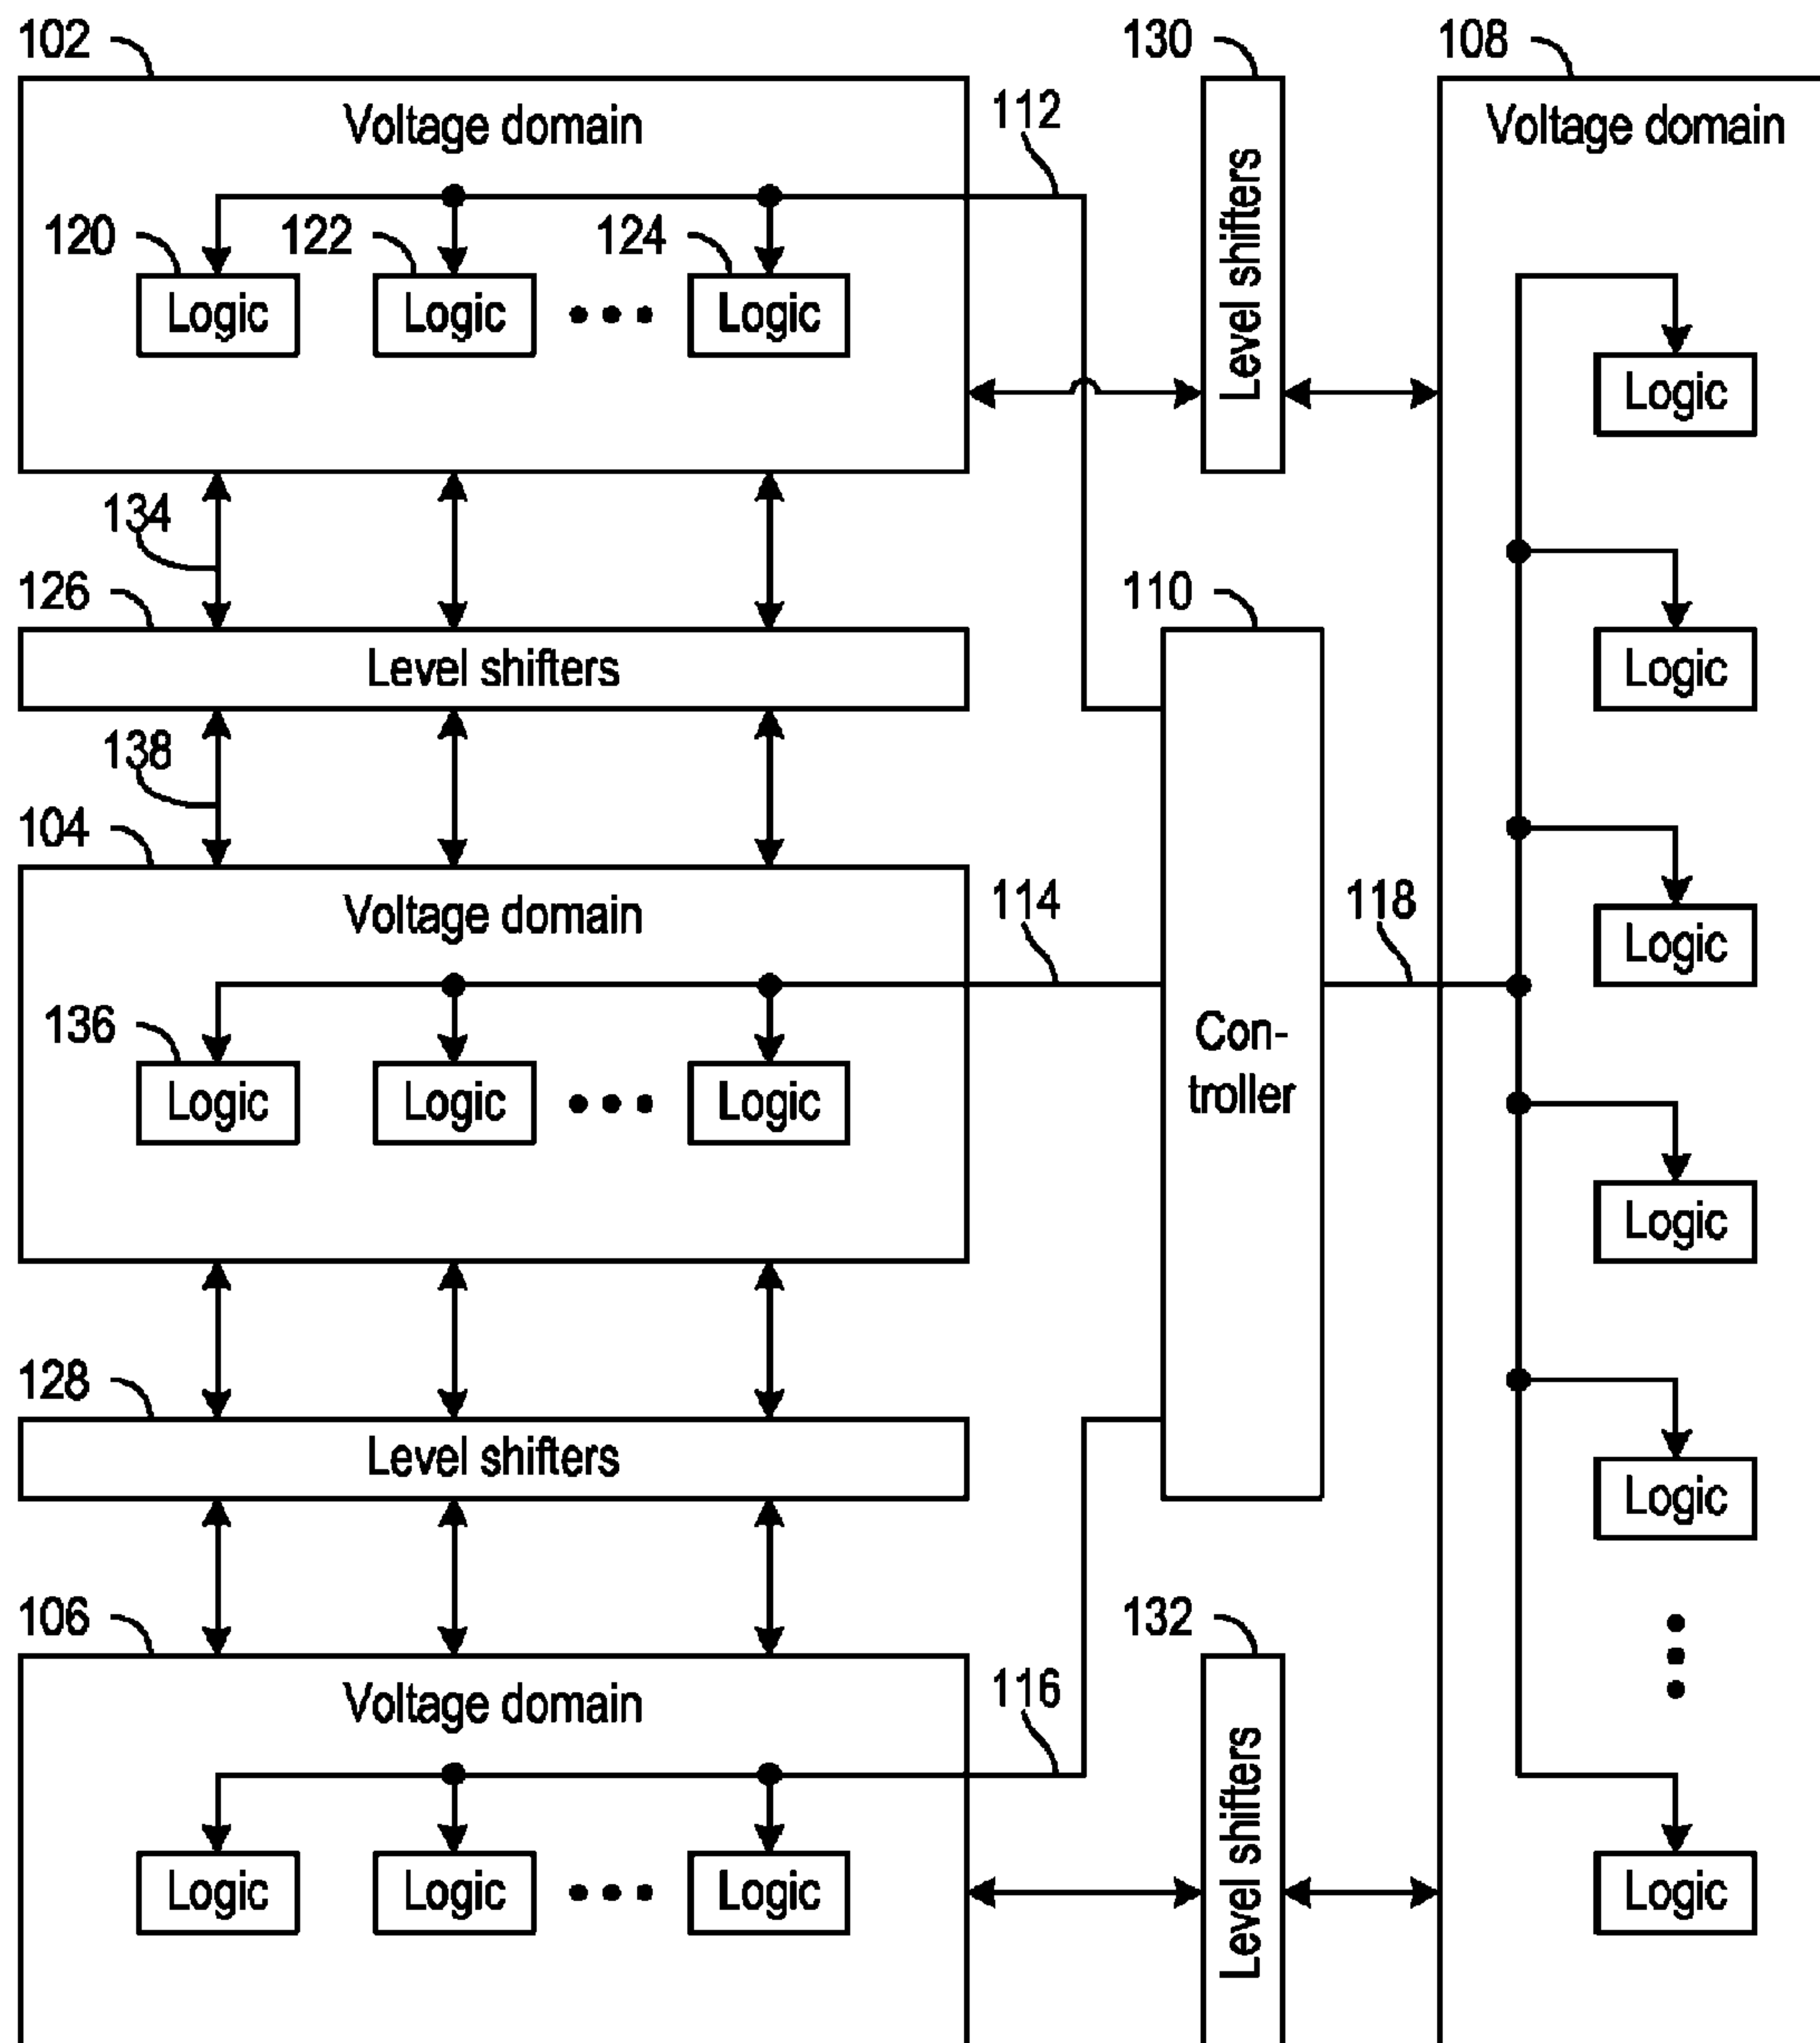 102
130
108
Voltage domain
112
Level shifters
Voltage domain
120
122
124
Logic
Logic
Logic
Logic
134
126
110
Level shifters
Logic
138
104
Voltage domain
114
118
Logic
136
Con-
troller
Logic
Logic
Logic
Logic
128
Level shifters
Logic
106
132
Voltage domain
116
Level shifters
Logic
Logic
Logic
Logic